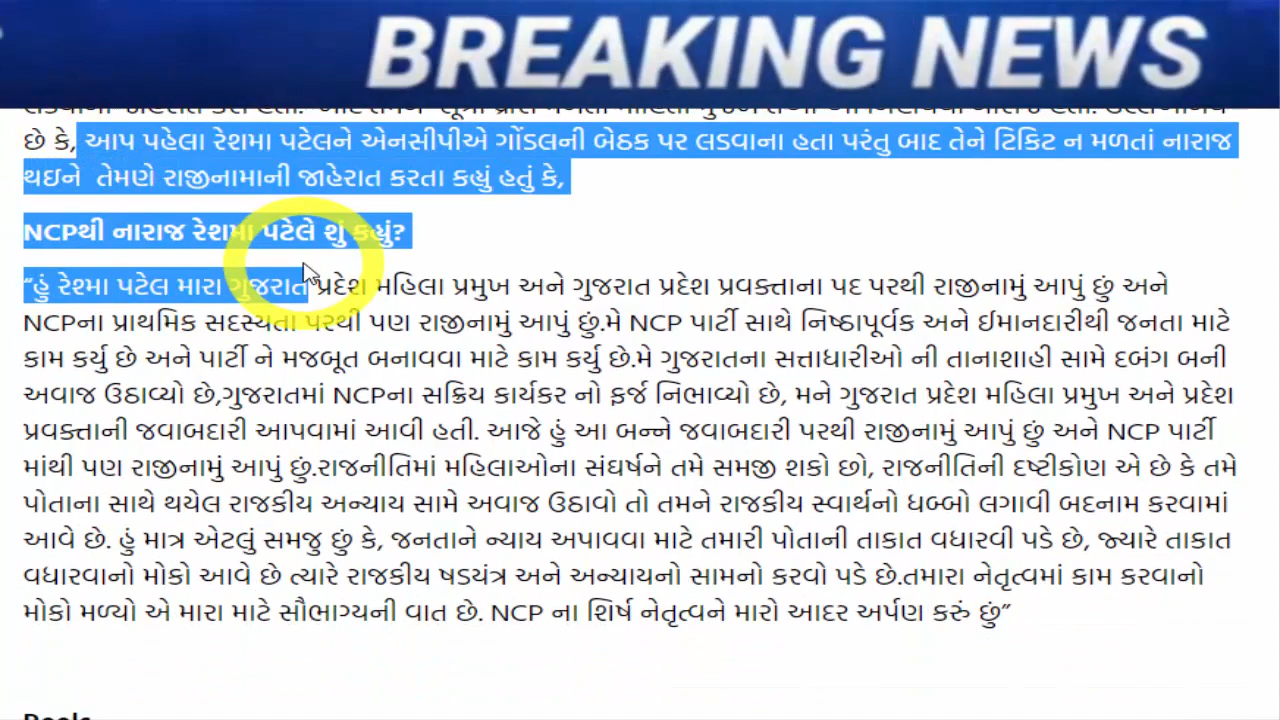 BREAKING NEWS
છે કે, આપ પહેલા રેશમા પટેલને એનસીપીએ ગોંડલની બેઠક પર લડવાના હતા પરંતુ બાદ તેને ટિકિટ ન મળતાં નારાજ
થઇને તેમણે રાજીનામાની જાહેરાત કરતા કહ્યું હતું કે,
NCPથી નારાજ રેશમા પટેલે શું કહ્યું?
“હું રેશ્મા પટેલ મારા ગુજરાત પ્રદેશ મહિલા પ્રમુખ અને ગુજરાત પ્રદેશ પ્રવક્તાના પદ પરથી રાજીનામું આપું છું અને
NCPના પ્રાથમિક સદસ્યતા પરથી પણ રાજીનામું આપું છું.મે NCP પાર્ટી સાથે નિષ્ઠાપૂર્વક અને ઈમાનદારીથી જનતા માટે
કામ કર્યુ છે અને પાર્ટી ને મજબૂત બનાવવા માટે કામ કર્યુ છે.મે ગુજરાતના સત્તાધારીઓ ની તાનાશાહી સામે દબંગ બની
અવાજ ઉઠાવ્યો છે,ગુજરાતમાં NCPના સક્રિય કાર્યકર નો ફર્જ નિભાવ્યો છે, મને ગુજરાત પ્રદેશ મહિલા પ્રમુખ અને પ્રદેશ
પ્રવક્તાની જવાબદારી આપવામાં આવી હતી. આજે હું આ બન્ને જવાબદારી પરથી રાજીનામું આપું છું અને NCP પાર્ટી
માંથી પણ રાજીનામું આપું છું.રાજનીતિમાં મહિલાઓના સંઘર્ષને તમે સમજી શકો છો, રાજનીતિની દષ્ટીકોણ એ છે કે તમે
પોતાના સાથે થયેલ રાજકીય અન્યાય સામે અવાજ ઉઠાવો તો તમને રાજકીય સ્વાર્થનો ધબ્બો લગાવી બદનામ કરવામાં
આવે છે. હું માત્ર એટલું સમજુ છું કે, જનતાને ન્યાય અપાવવા માટે તમારી પોતાની તાકાત વધારવી પડે છે, જ્યારે તાકાત
વધારવાનો મોકો આવે છે ત્યારે રાજકીય ષડયંત્ર અને અન્યાયનો સામનો કરવો પડે છે.તમારા નેતૃત્વમાં કામ કરવાનો
મોકો મળ્યો એ મારા માટે સૌભાગ્યની વાત છે. NCP ના શિર્ષ નેતૃત્વને મારો આદર અર્પણ કરું છું”